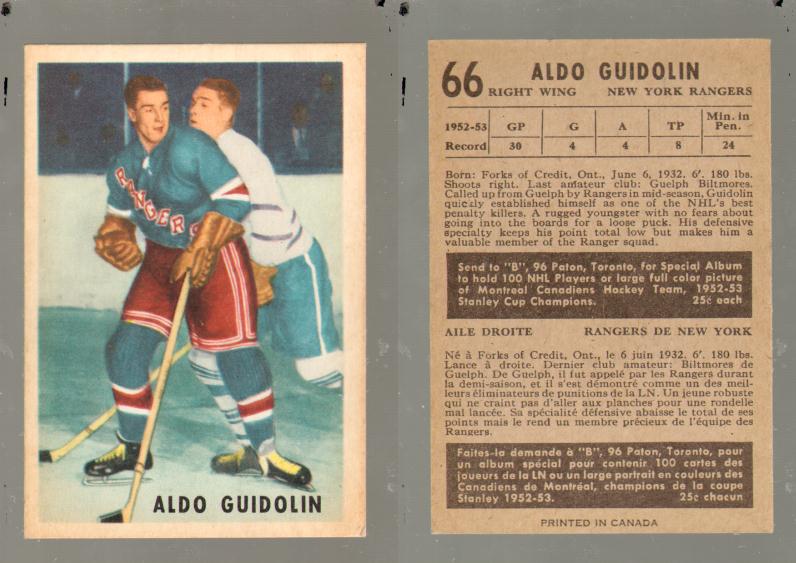 RANGERS
ALDO GUIDOLIN
66 ALDO GUIDOLIN
RIGHT WING NEW YORK RANGERS
1952-53 GP G A TP Min. in Pen.
Record 30 4 4 8 24
Born: Forks of Credit, Ont., June 6, 1932. 6'. 180 lbs.
Shoots right. Last amateur club: Guelph Biltmores.
Called up from Guelph by Rangers in mid-season, Guidolin
quickly established himself as one of the NHL's best
penalty killers. A rugged youngster with no fears about
going into the boards for a loose puck. His defensive
specialty keeps his point total low but makes him a
valuable member of the Ranger squad.
Send to "B", 96 Paton, Toronto, for Special Album
to hold 100 NHL Players or large full color picture
of Montreal Canadiens Hockey Team, 1952-53
Stanley Cup Champions. 25¢ each
AILE DROITE RANGERS DE NEW YORK
Né à Forks of Credit, Ont., le 6 juin 1932. 6'. 180 lbs.
Lance à droite. Dernier club amateur: Biltmores de
Guelph. De Guelph, il fut appelé par les Rangers durant
la demi-saison, et il s'est démontré comme un des meil-
leurs éliminateurs de punitions de la LN. Un jeune robuste
qui ne craint pas d'aller aux planches pour une rondelle
mal lancée. Sa spécialité défensive abaisse le total de ses
points mais le rend un membre précieux de l'équipe des
Rangers.
Faites-la demande à "B", 96 Paton, Toronto, pour
un album spécial pour contenir 100 cartes des
joueurs de la LN ou un large portrait en couleurs des
Canadiens de Montréal, champions de la coupe
Stanley 1952-53. 25¢ chacun
PRINTED IN CANADA